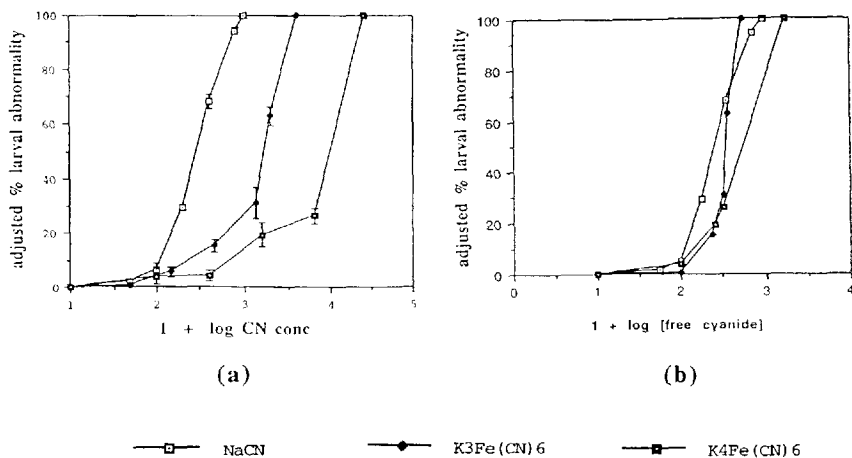 100
80
60
40
20
0
adjusted % larval abnormality
1 2 3 4 5
1 + log CN conc
(a)
100
80
60
40
20
0
adjusted % larval abnormality
0 1 2 3 4
1 + log [free cyanide]
(b)
NaCN K3Fe(CN)6 K4Fe(CN)6